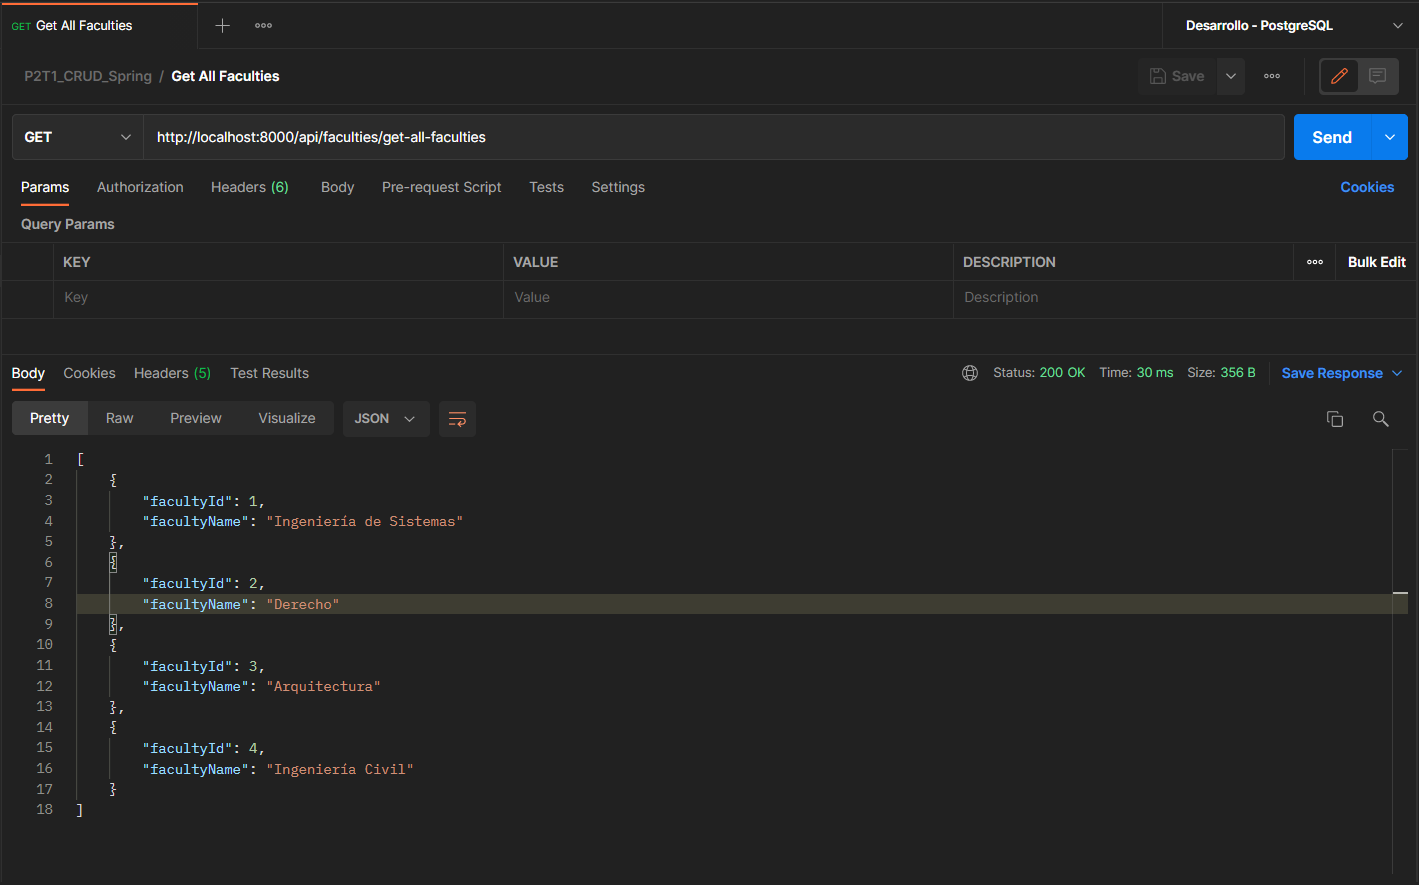 GET Get All Faculties
Desarrollo - PostgreSQL
P2T1_CRUD_Spring / Get All Faculties
Save
GET http://localhost:8000/api/faculties/get-all-faculties Send
Params Authorization Headers (6) Body Pre-request Script Tests Settings Cookies
Query Params
KEY VALUE DESCRIPTION Bulk Edit
Key Value Description
Body Cookies Headers (5) Test Results Status: 200 OK Time: 30 ms Size: 356 B Save Response
Pretty Raw Preview Visualize JSON
1 [
2 {
3 "facultyId": 1,
4 "facultyName": "Ingeniería de Sistemas"
5 },
6 {
7 "facultyId": 2,
8 "facultyName": "Derecho"
9 },
10 {
11 "facultyId": 3,
12 "facultyName": "Arquitectura"
13 },
14 {
15 "facultyId": 4,
16 "facultyName": "Ingeniería Civil"
17 }
18 ]